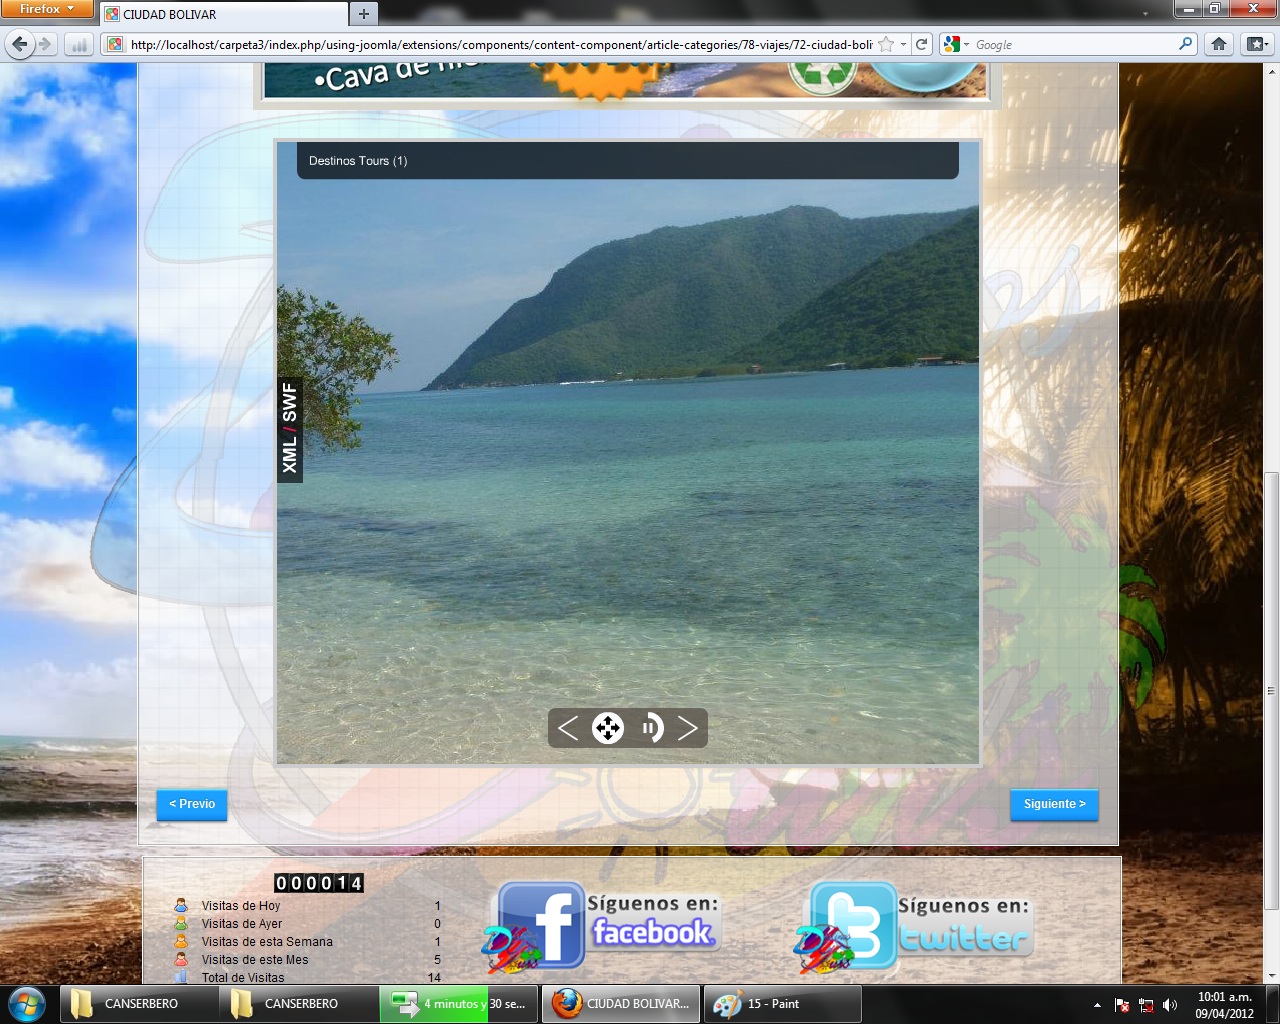 Firefox
CIUDAD BOLIVAR
http://localhost/carpeta3/index.php/using-joomla/extensions/components/content-component/article-categories/78-viajes/72-ciudad-boli
Google
•Cava de
Destinos Tours (1)
XML / SWF
< Previo
Siguiente >
000014
Visitas de Hoy 1
Visitas de Ayer 0
Visitas de esta Semana 1
Visitas de este Mes 5
Total de Visitas 14
Síguenos en:
facebook
Síguenos en:
twitter
CANSERBERO
CANSERBERO
4 minutos y 30 se...
CIUDAD BOLIVAR...
15 - Paint
10:01 a.m.
09/04/2012